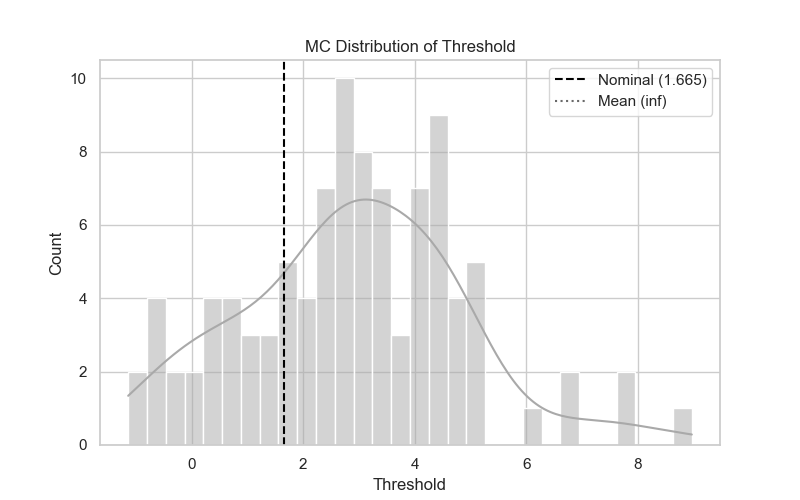 MC Distribution of Threshold
Nominal (1.665)
Mean (inf)
10
8
6
4
2
0
Count
0 2 4 6 8
Threshold